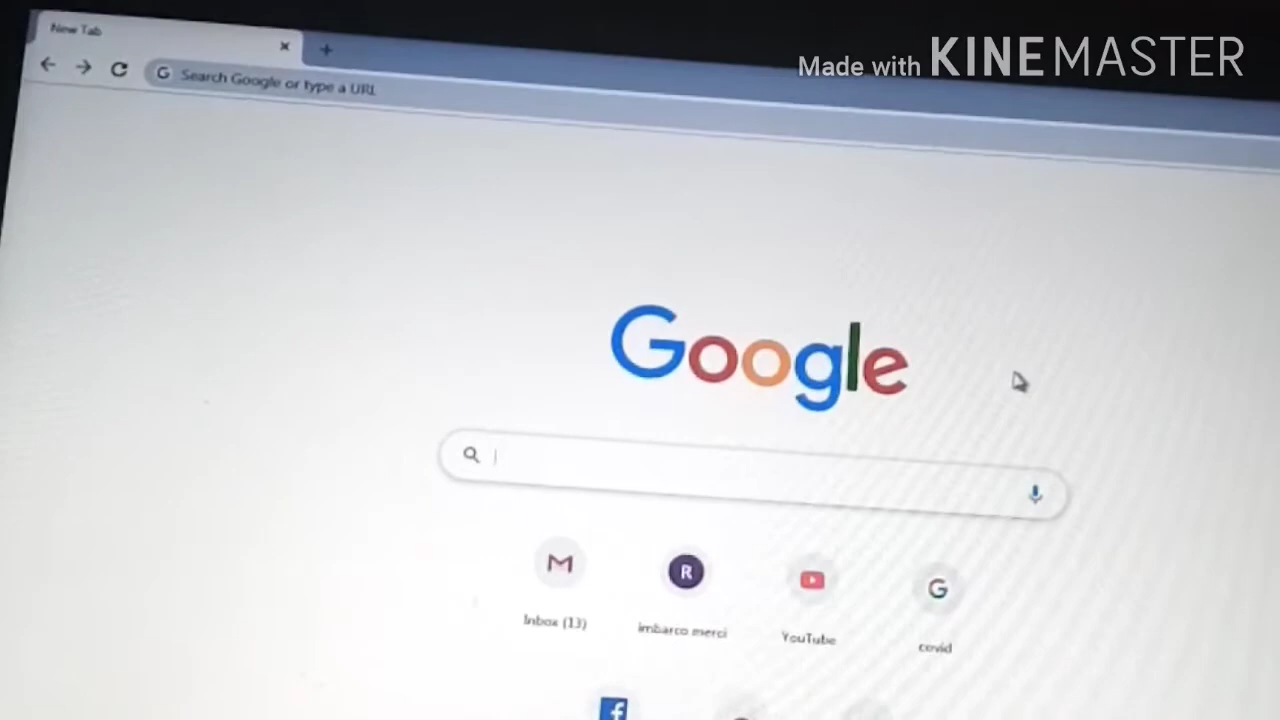 New Tab
Made with KINEMASTER
G Search Google or type a URL
Google
M
R
G
Inbox (13)
imbarco merci
YouTube
covid
f